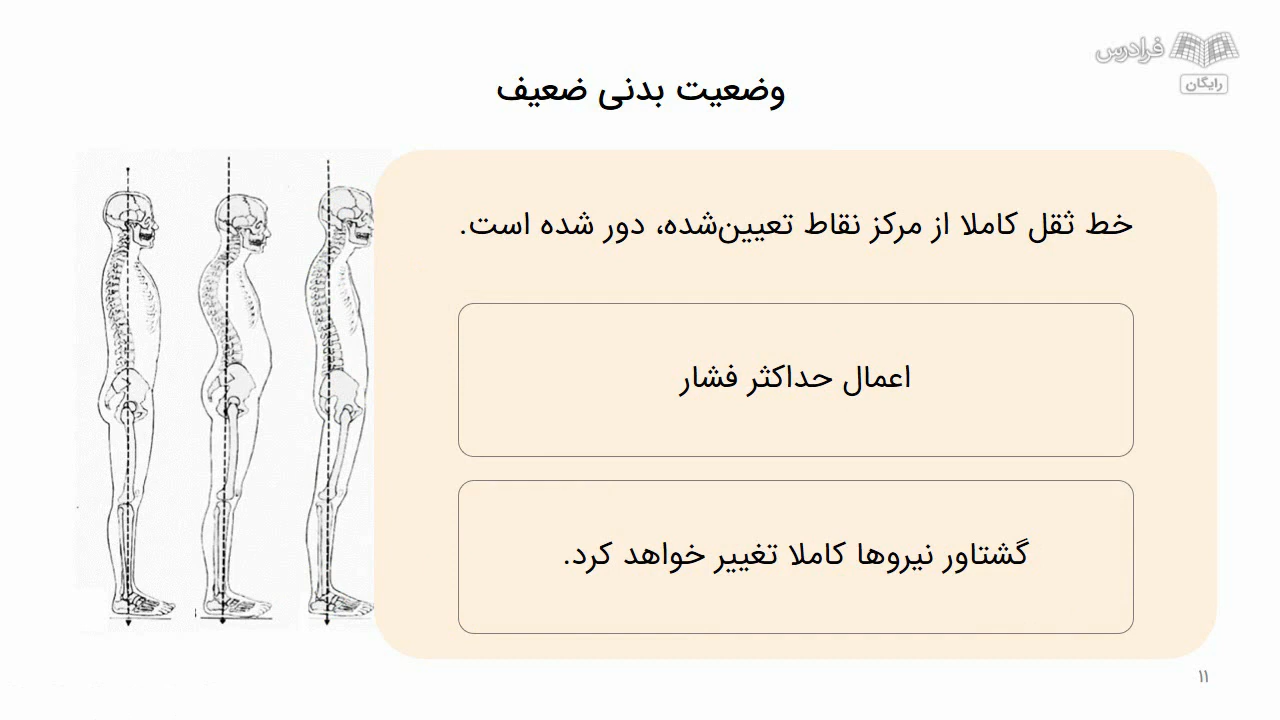 فرادرس
رایگان
وضعیت بدنی ضعیف
خط ثقل کاملا از مرکز نقاط تعیین‌شده، دور شده است.
اعمال حداکثر فشار
گشتاور نیروها کاملا تغییر خواهد کرد.
۱۱